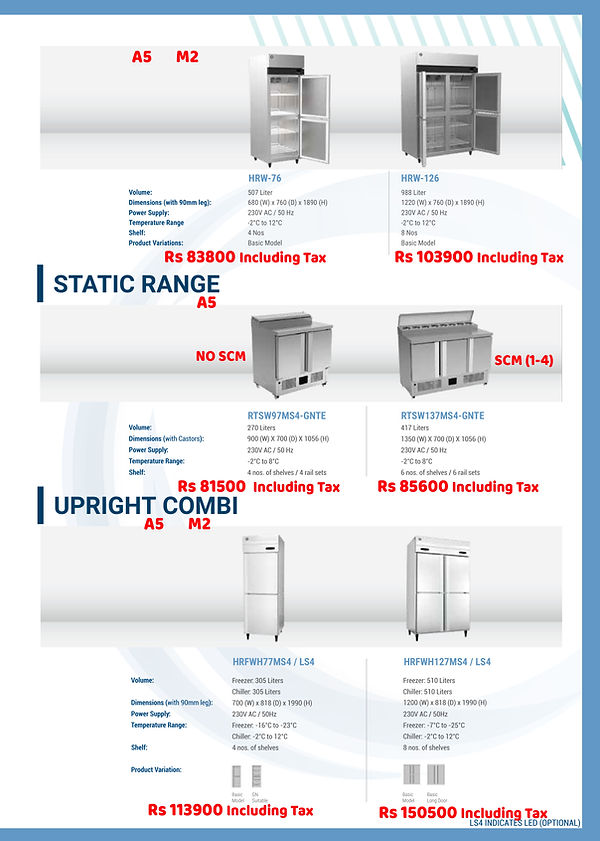 A5 M2
HRW-76 HRW-126
Volume: 507 Liter 988 Liter
Dimensions (with 90mm leg): 680 (W) x 760 (D) x 1890 (H) 1220 (W) x 760 (D) x 1890 (H)
Power Supply: 230V AC / 50 Hz 230V AC / 50 Hz
Temperature Range -2°C to 12°C -2°C to 12°C
Shelf: 4 Nos 8 Nos
Product Variations: Basic Model Basic Model
Rs 83800 Including Tax Rs 103900 Including Tax
STATIC RANGE
A5
NO SCM SCM (1-4)
RTSW97MS4-GNTE RTSW137MS4-GNTE
Volume: 270 Liters 417 Liters
Dimensions (with Castors): 900 (W) X 700 (D) X 1056 (H) 1350 (W) X 700 (D) X 1056 (H)
Power Supply: 230V AC / 50 Hz 230V AC / 50 Hz
Temperature Range: -2°C to 8°C -2°C to 8°C
Shelf: 4 nos. of shelves / 4 rail sets 6 nos. of shelves / 6 rail sets
Rs 81500 Including Tax Rs 85600 Including Tax
UPRIGHT COMBI
A5 M2
HRFWH77MS4 / LS4 HRFWH127MS4 / LS4
Volume: Freezer: 305 Liters Freezer: 510 Liters
Chiller: 305 Liters Chiller: 510 Liters
Dimensions (with 90mm leg): 700 (W) x 818 (D) x 1990 (H) 1200 (W) x 818 (D) x 1990 (H)
Power Supply: 230V AC / 50Hz 230V AC / 50Hz
Temperature Range: Freezer: -16°C to -23°C Freezer: -7°C to -25°C
Chiller: -2°C to 12°C Chiller: -2°C to 12°C
Shelf: 4 nos. of shelves 8 nos. of shelves
Product Variation:
Basic GN Basic Basic
Model Suitable Model Long Door
Rs 113900 Including Tax Rs 150500 Including Tax
LS4 INDICATES LED (OPTIONAL)